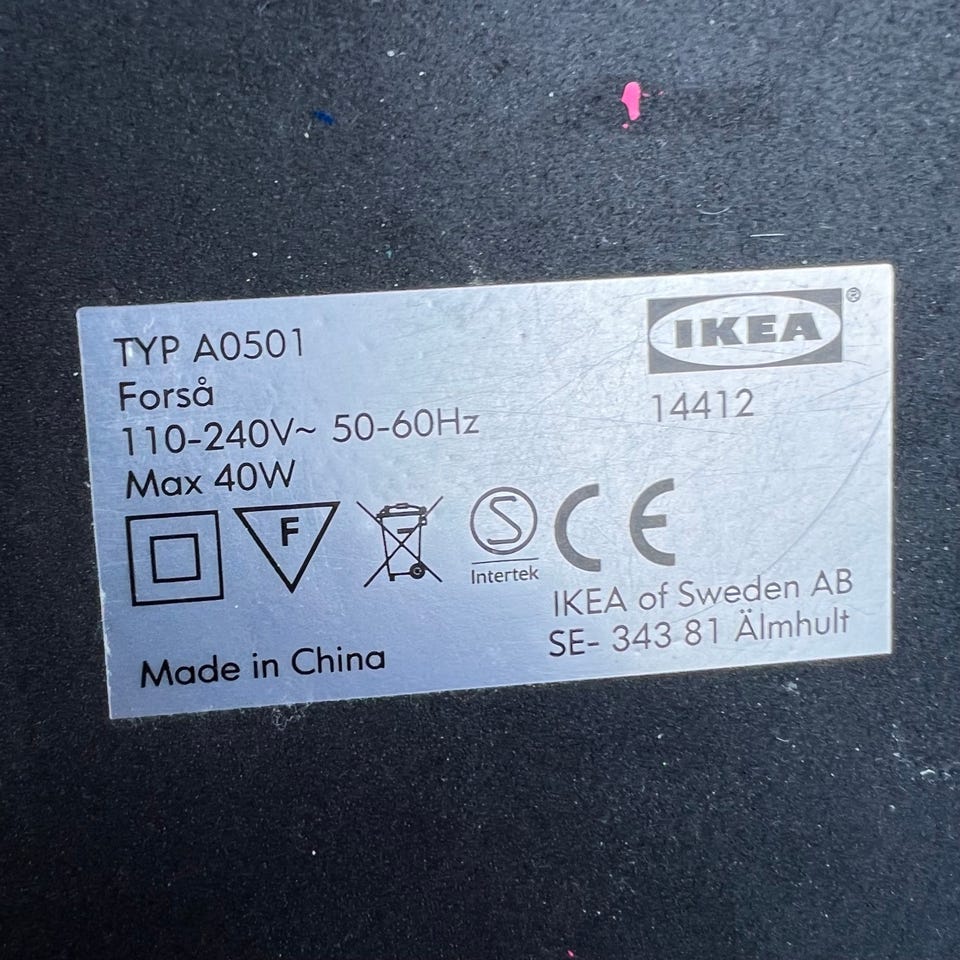 TYP A0501
Forså
110-240V~ 50-60Hz
Max 40W
IKEA®
14412
F
S
Intertek
CE
IKEA of Sweden AB
SE- 343 81 Älmhult
Made in China